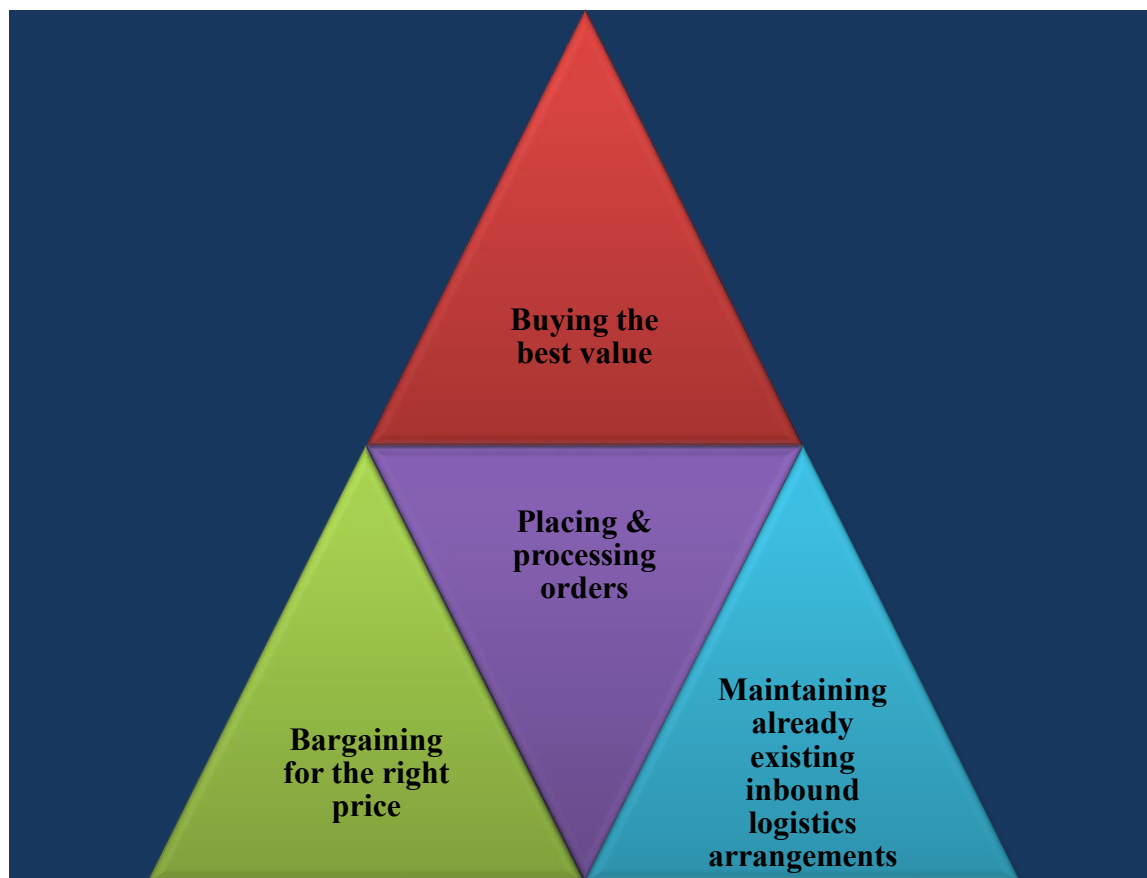 Buying the
best value
Placing &
processing
orders
Bargaining
for the right
price
Maintaining
already
existing
inbound
logistics
arrangements